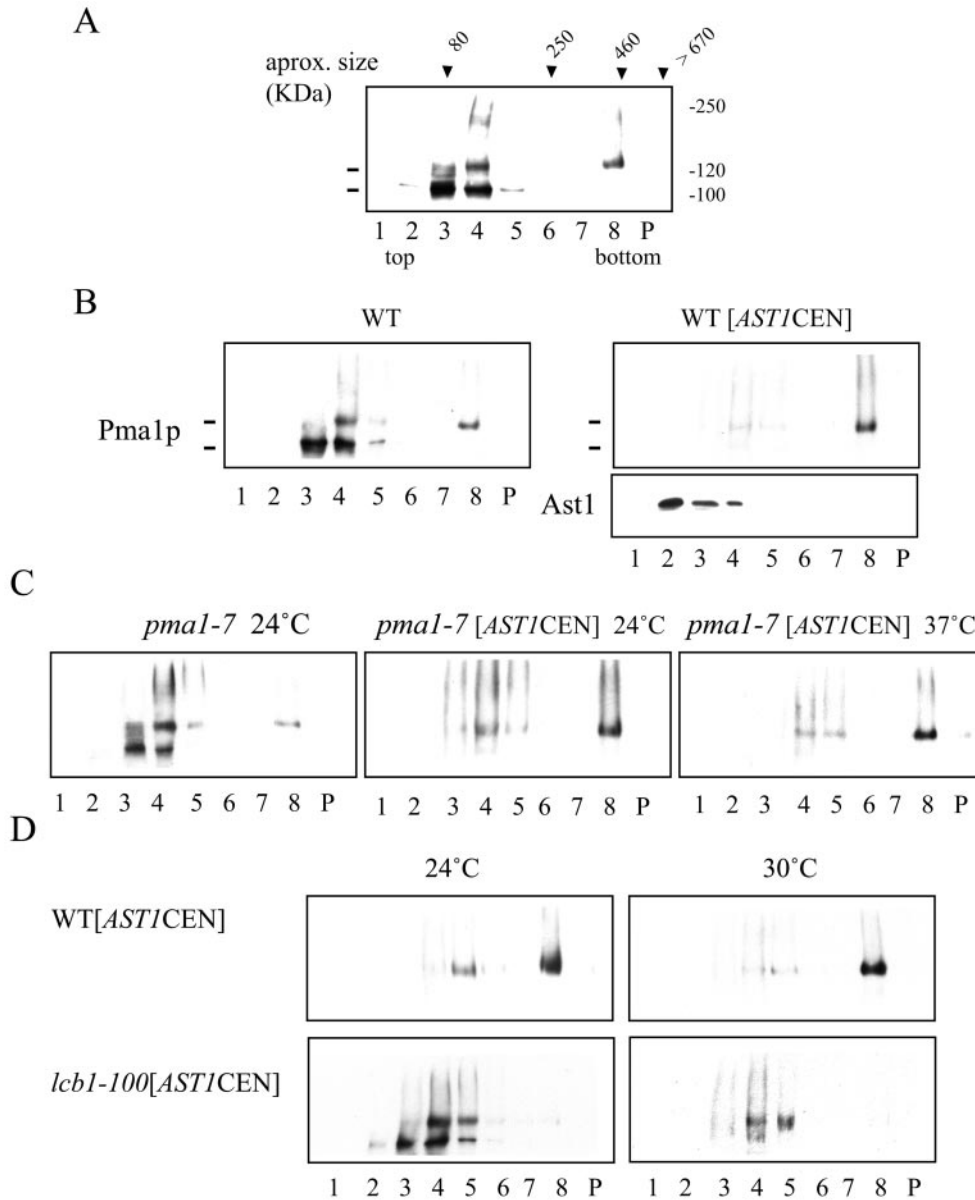 A
aprox. size
(KDa)
80
250
460
> 670
-250
-120
-100
1 2 3 4 5 6 7 8 P
top bottom
B
WT
WT [AST1CEN]
Pma1p
1 2 3 4 5 6 7 8 P
Ast1
1 2 3 4 5 6 7 8 P
C
pma1-7 24˚C
pma1-7 [AST1CEN] 24˚C
pma1-7 [AST1CEN] 37˚C
1 2 3 4 5 6 7 8 P
1 2 3 4 5 6 7 8 P
1 2 3 4 5 6 7 8 P
D
24˚C
30˚C
WT[AST1CEN]
lcb1-100[AST1CEN]
1 2 3 4 5 6 7 8 P
1 2 3 4 5 6 7 8 P